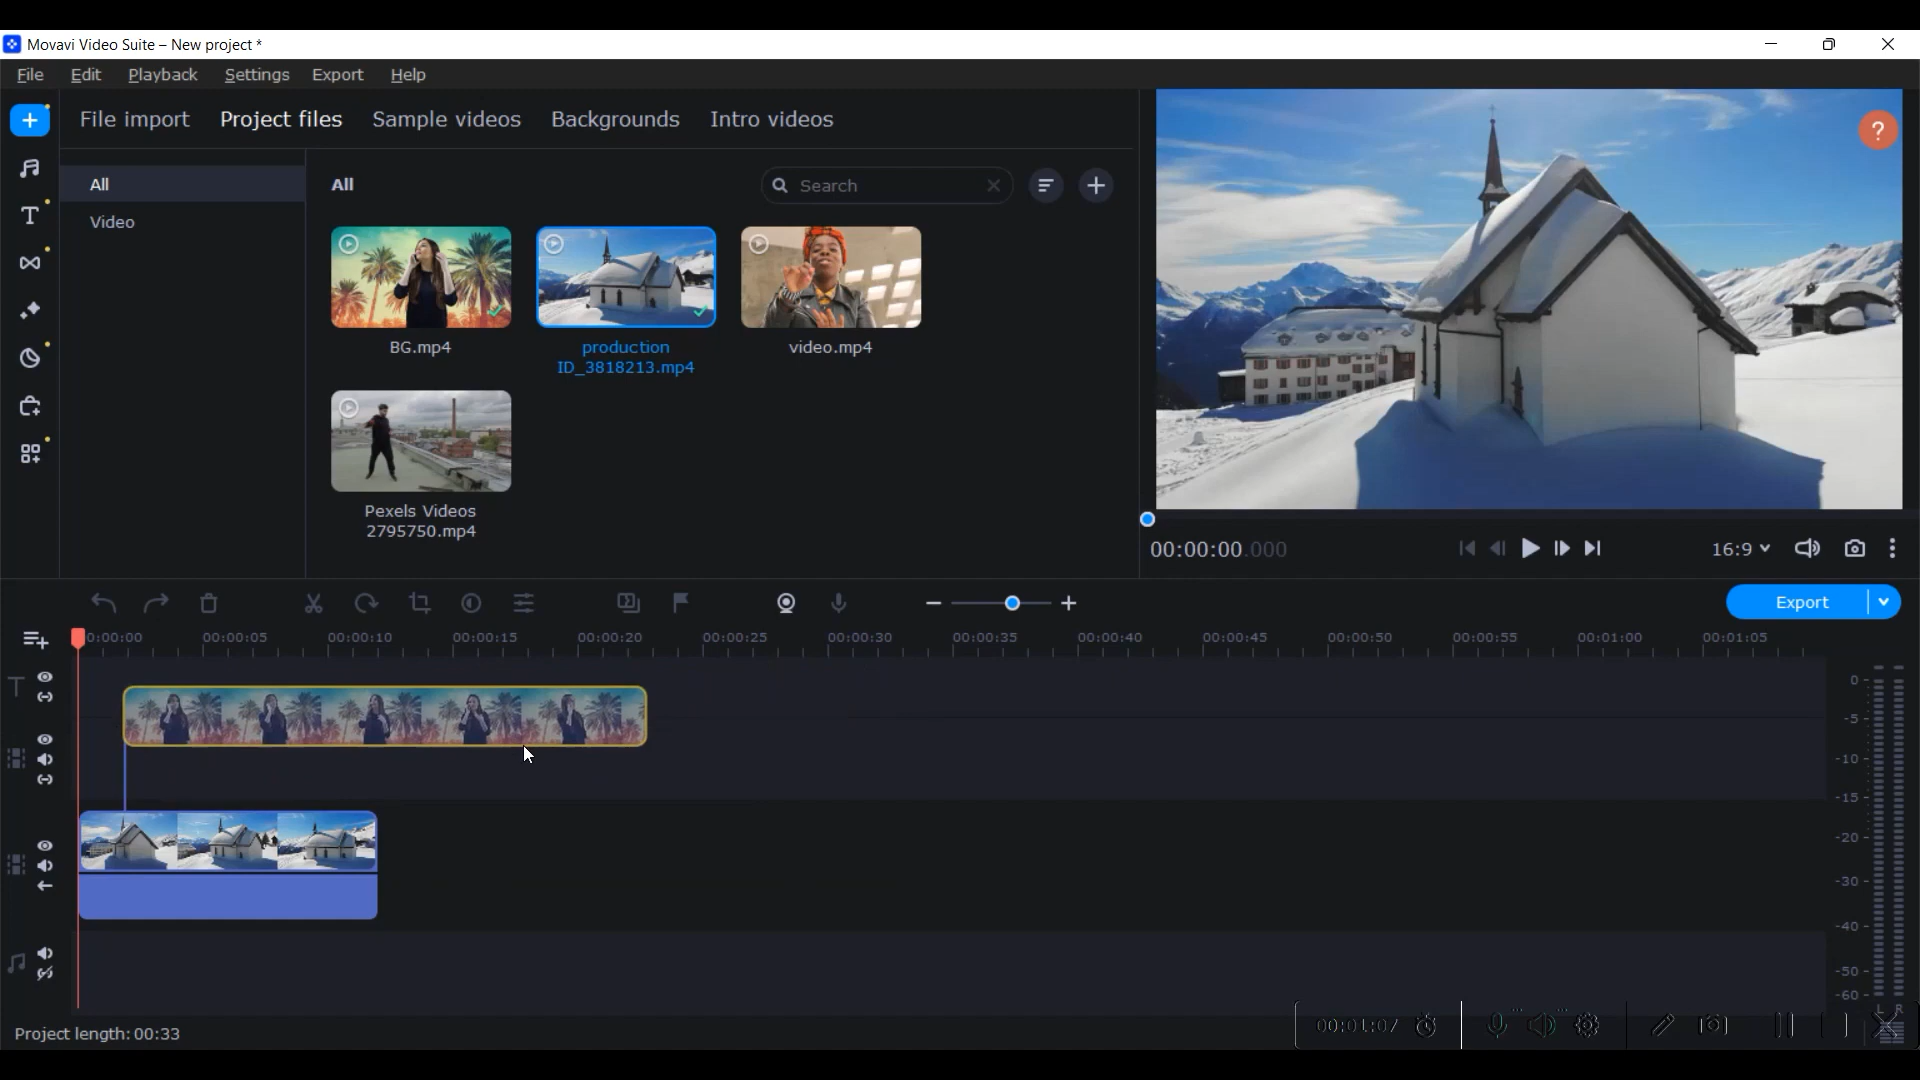 Movavi Video Suite – New project *
File Edit Playback Settings Export Help
File import Project files Sample videos Backgrounds Intro videos
All
Video
All
Search
BG.mp4
production ID_3818213.mp4
video.mp4
Pexels Videos 2795750.mp4
?
00:00:00.000
16:9
Export
0:00:00 00:00:05 00:00:10 00:00:15 00:00:20 00:00:25 00:00:30 00:00:35 00:00:40 00:00:45 00:00:50 00:00:55 00:01:00 00:01:05
T
0
-5
-10
-15
-20
-30
-40
-50
-60
L R
Project length: 00:33
00:01:07